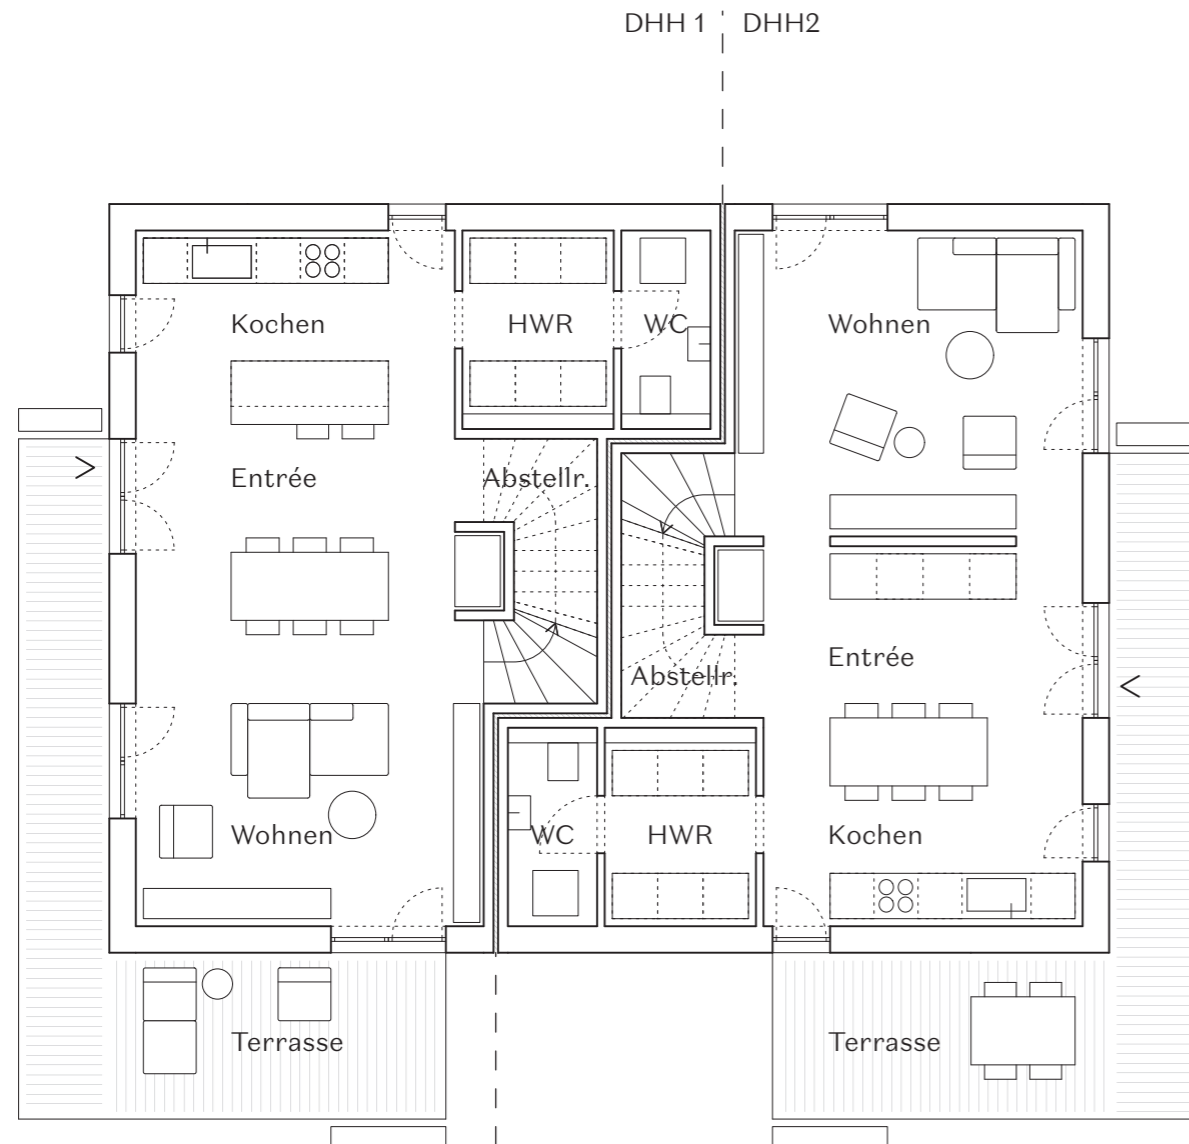 DHH 1 DHH2
Kochen HWR WC Wohnen
Entrée Abstellr.
Entrée
Abstellr.
Wohnen WC HWR Kochen
Terrasse Terrasse